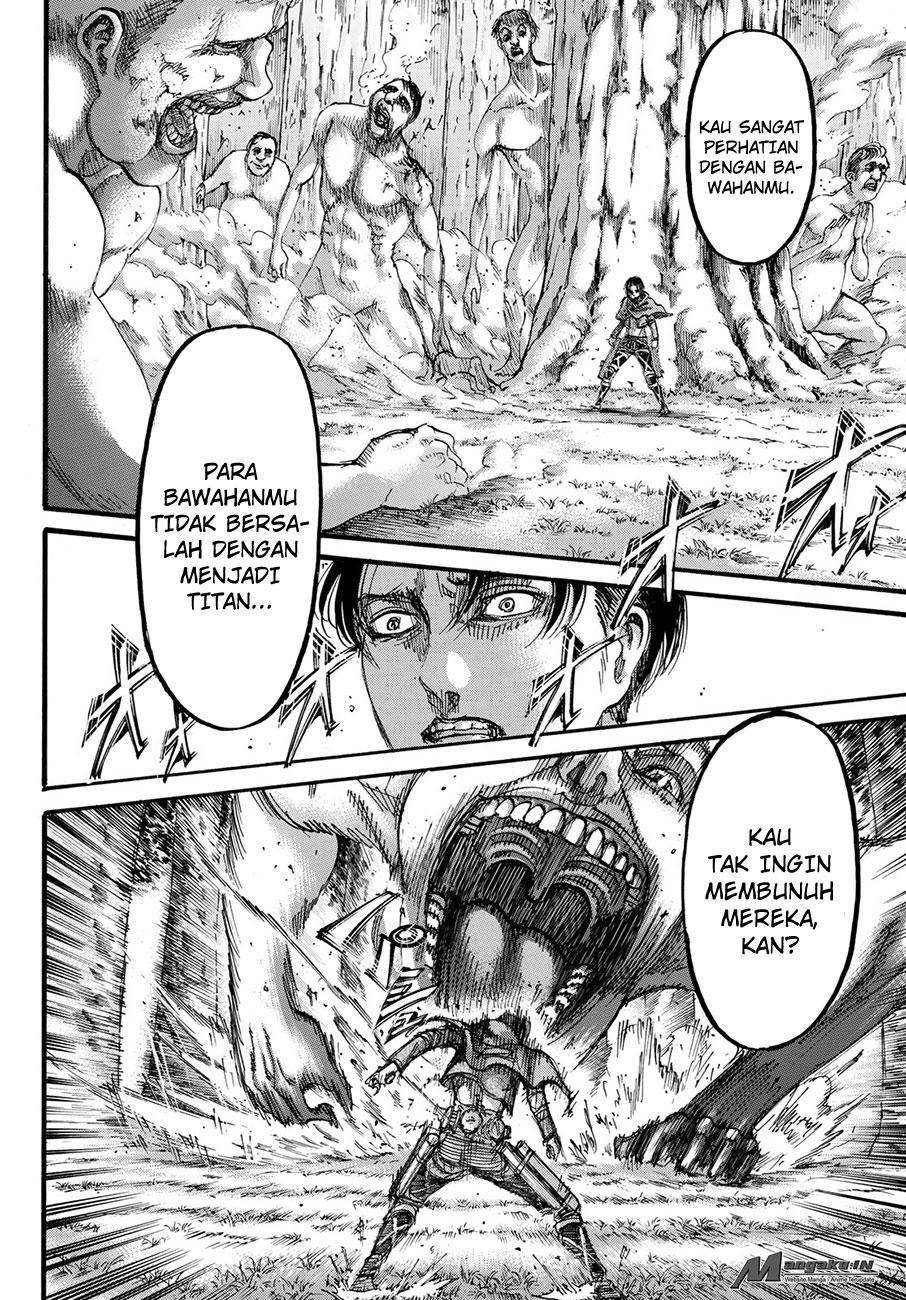 KAU SANGAT
PERHATIAN
DENGAN BA-
WAHANMU.
PARA
BAWAHANMU
TIDAK BERSA-
LAH DENGAN
MENJADI
TITAN...
KAU
TAK INGIN
MEMBUNUH
MEREKA,
KAN?
Mangaku.IN